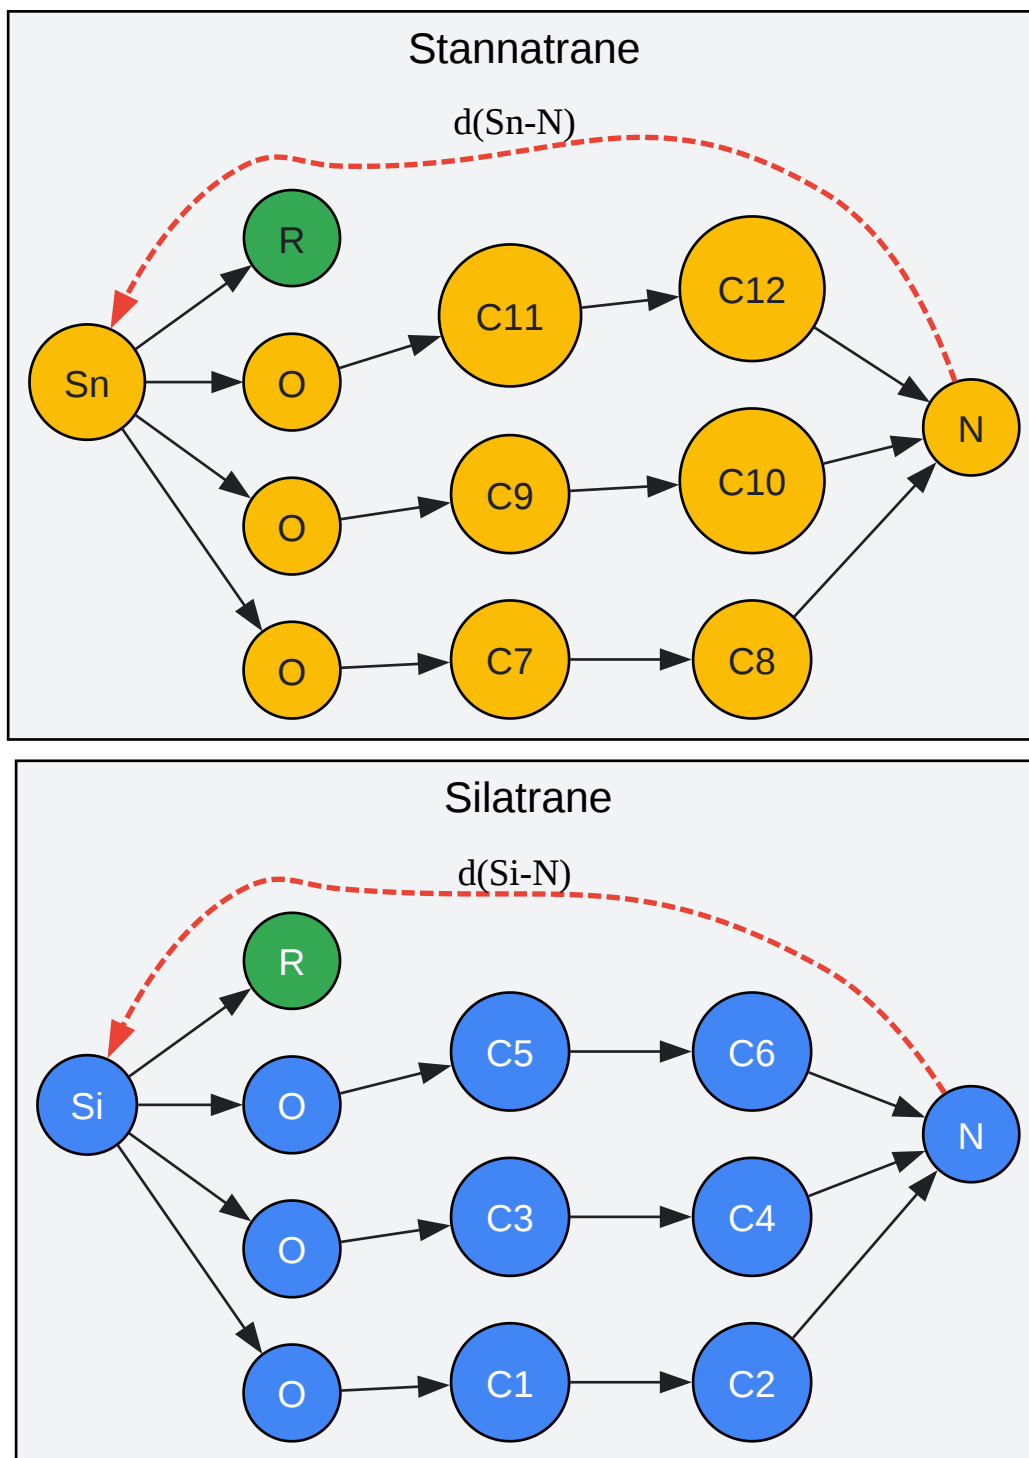 Stannatrane
d(Sn-N)
R
C12
C11
Sn
O
N
C10
C9
O
C7
C8
O
Silatrane
d(Si-N)
R
C5
C6
Si
O
N
C3
C4
O
C1
C2
O